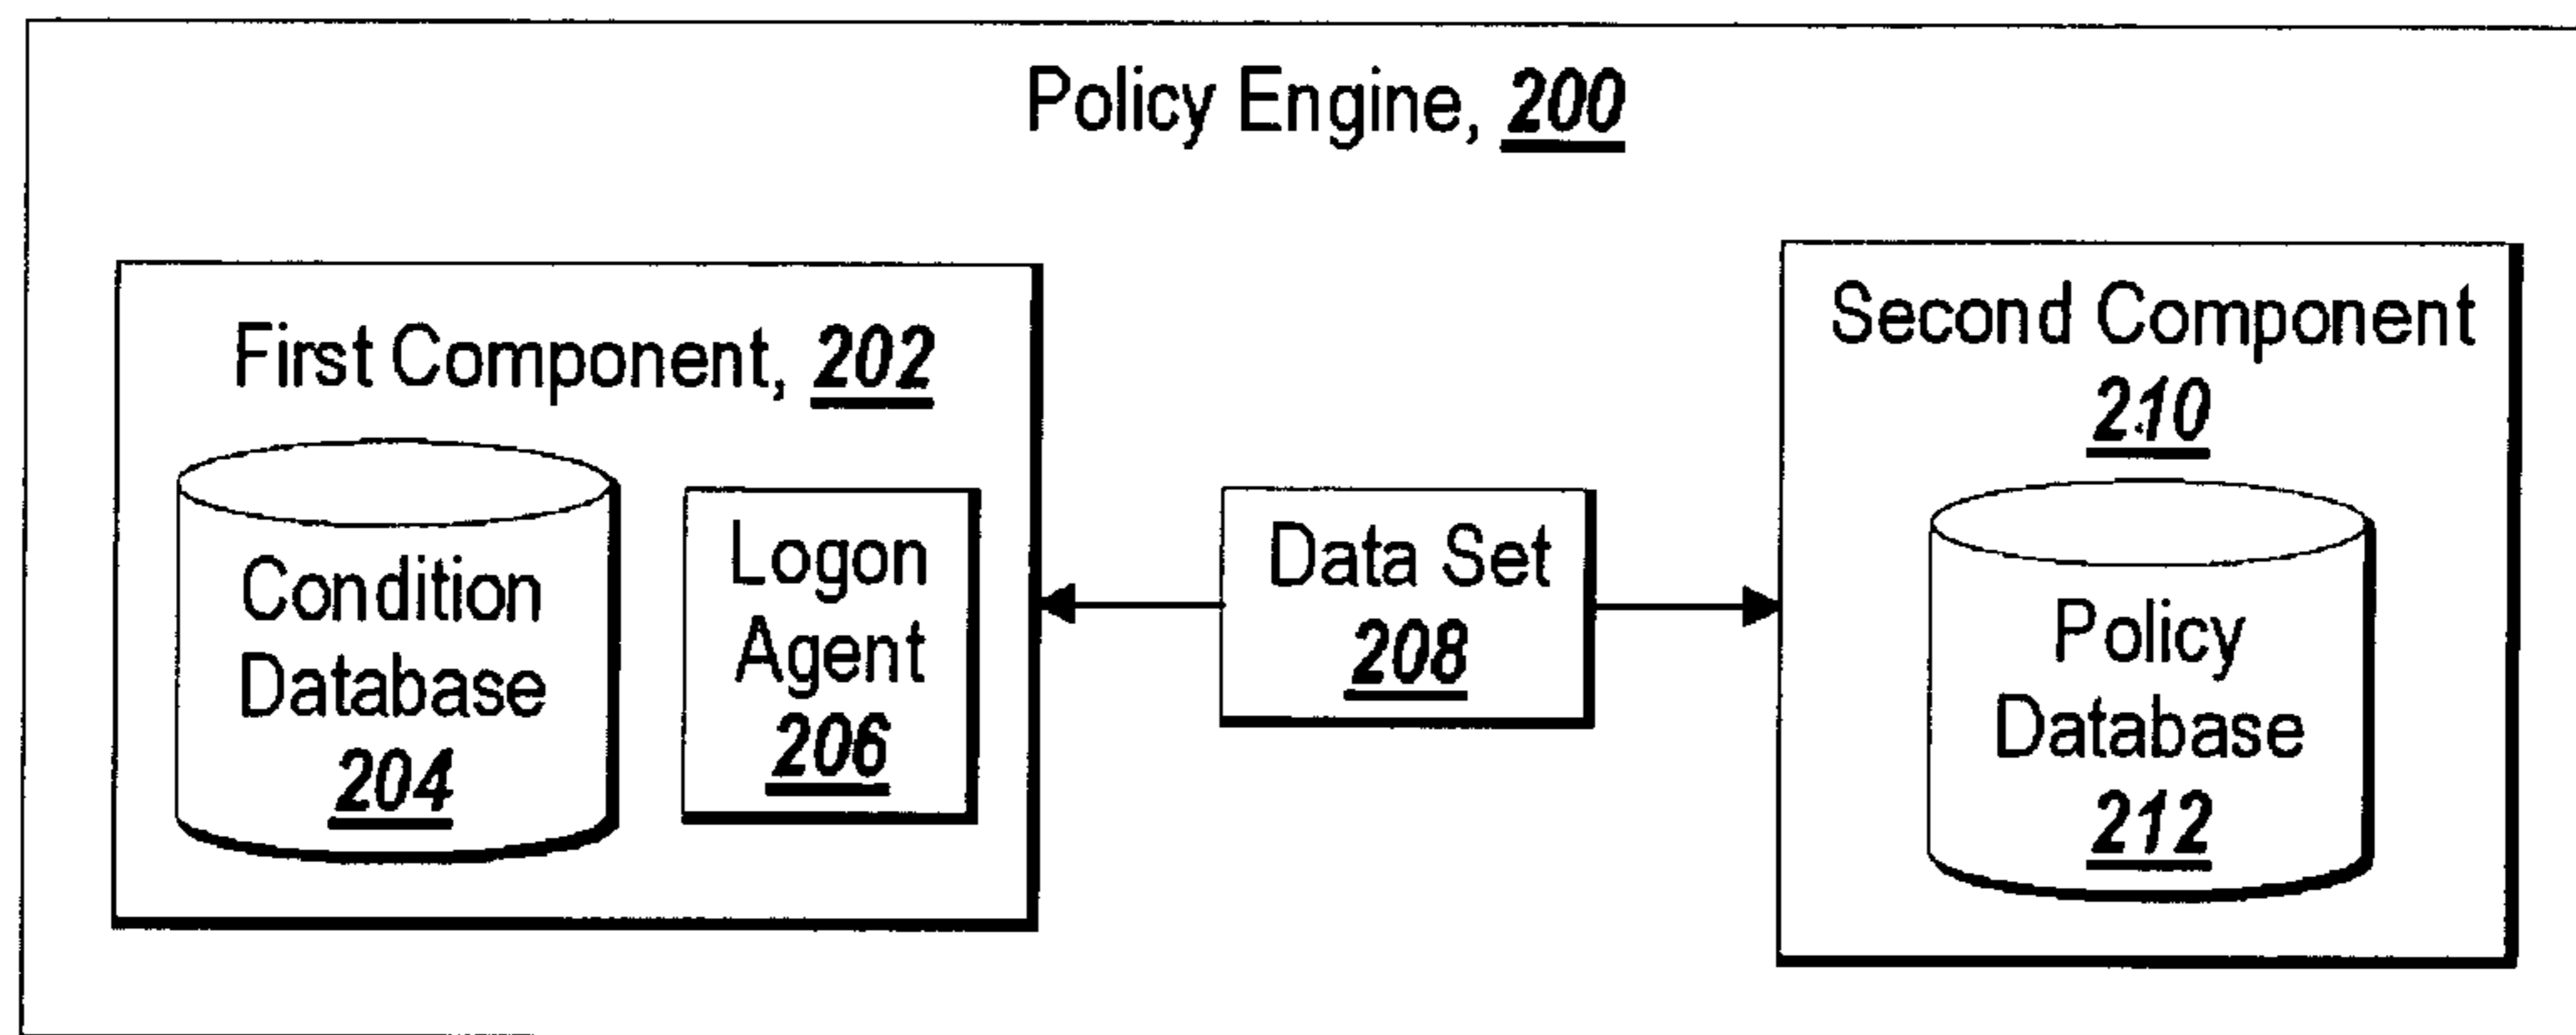 Policy Engine, 200
First Component, 202
Condition
Database
204
Logon
Agent
206
Data Set
208
Second Component
210
Policy
Database
212